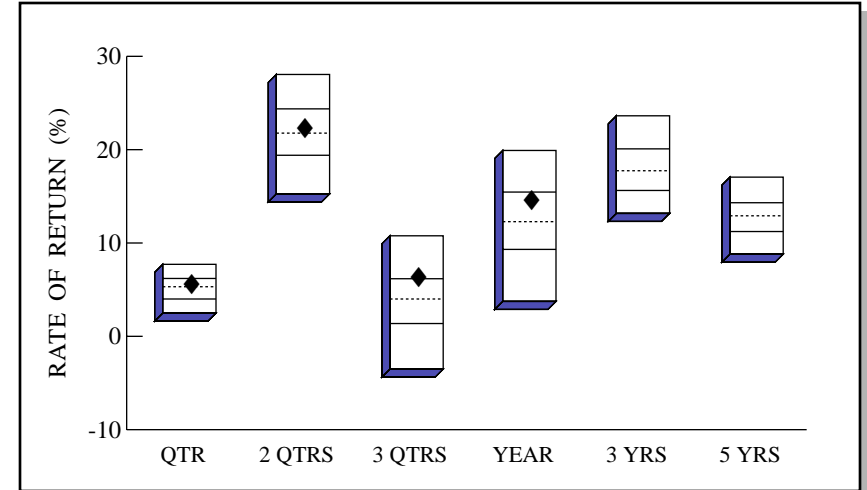 RATE OF RETURN (%)
30
20
10
0
-10
QTR 2 QTRS 3 QTRS YEAR 3 YRS 5 YRS